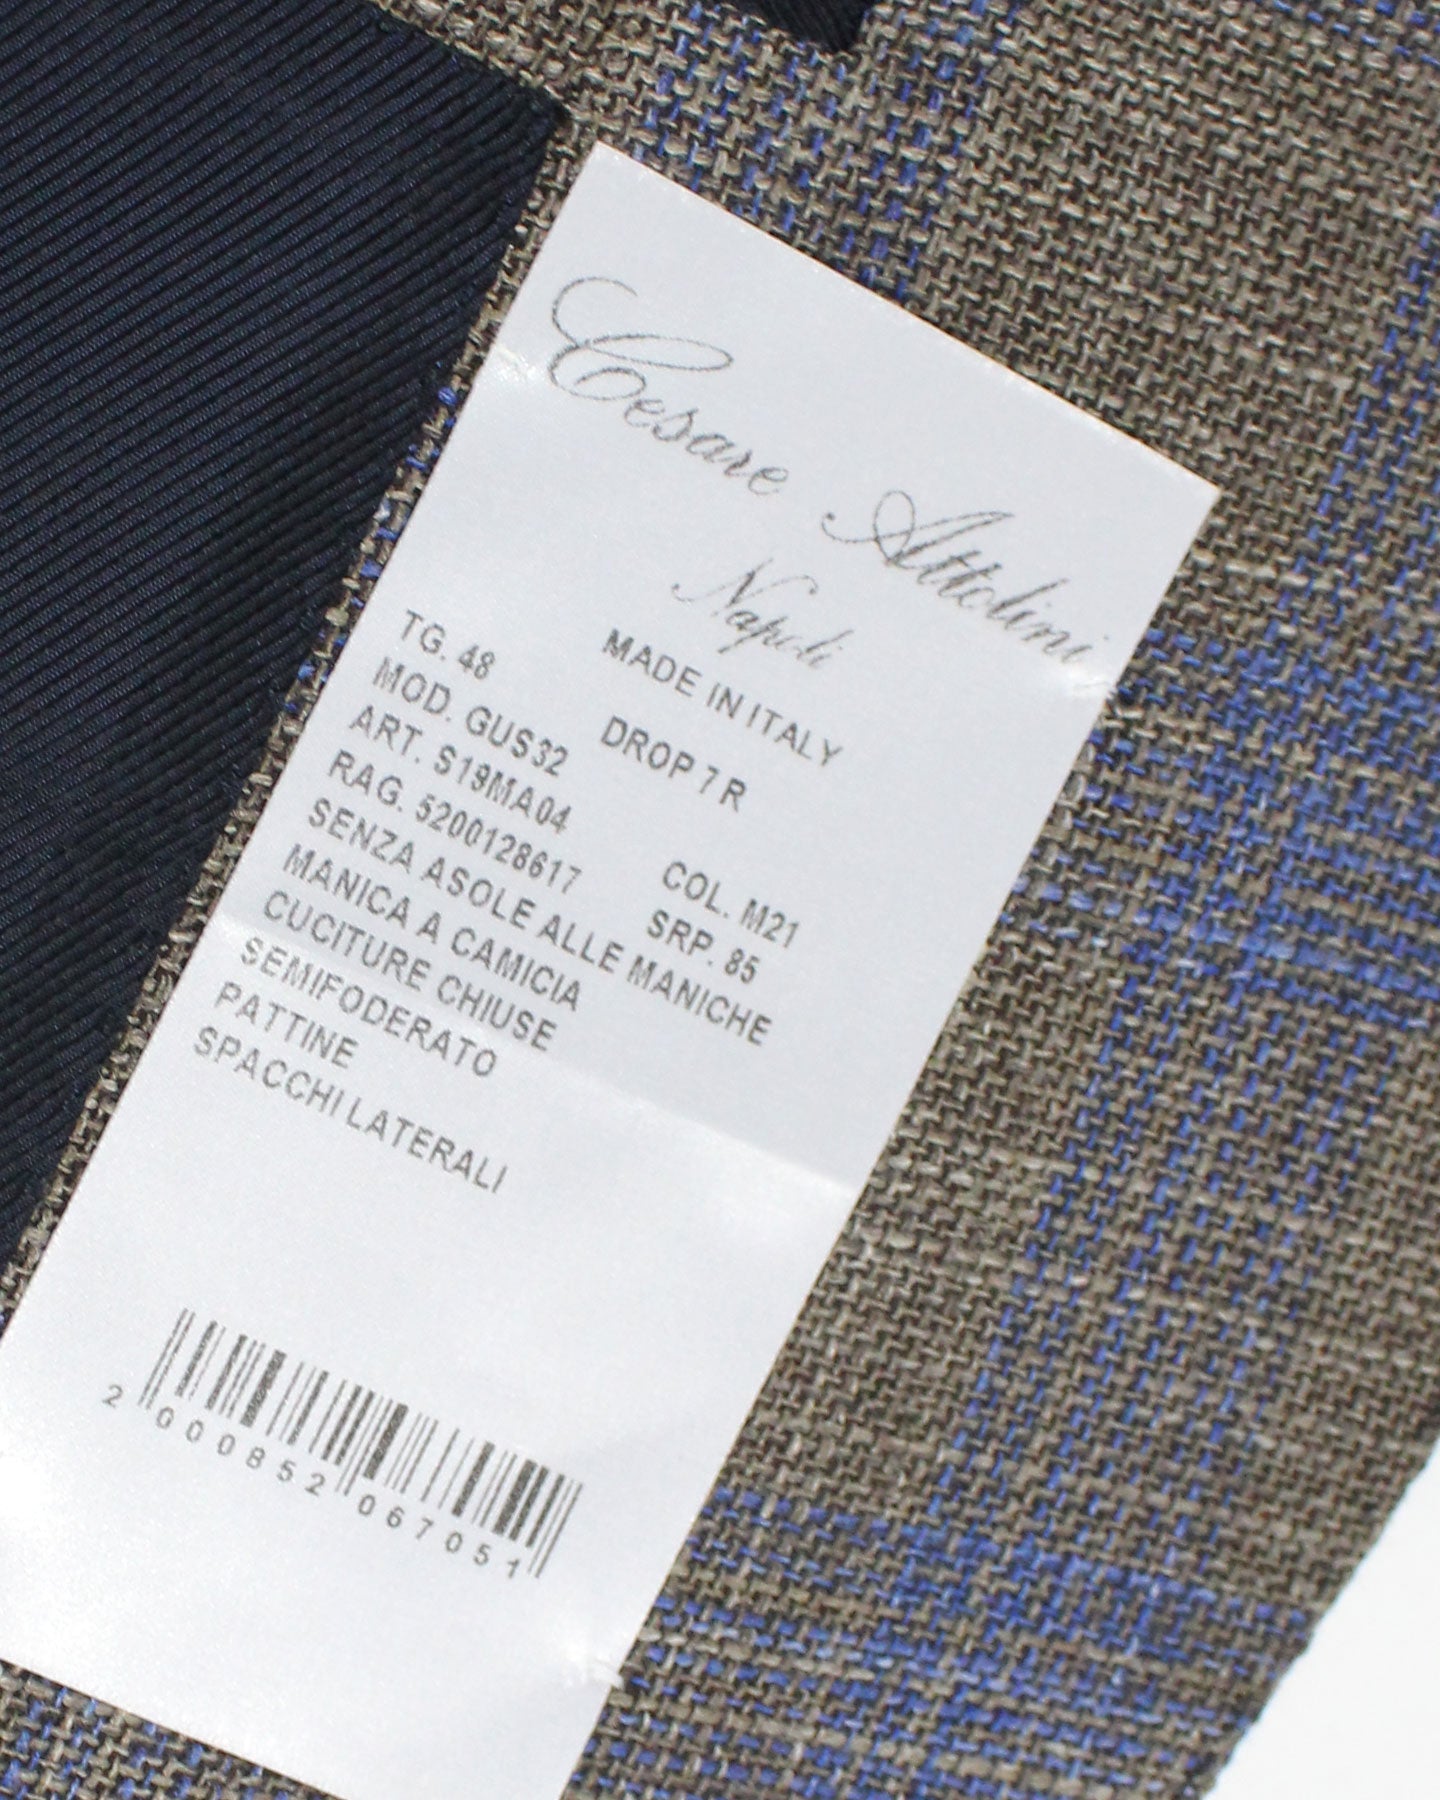 Cesare Attolini
Napoli
MADE IN ITALY
TG. 48 DROP 7 R
MOD. GUS32
ART. S19MA04 COL. M21
RAG. 5200128617 SRP. 85
SENZA ASOLE ALLE MANICHE
MANICA A CAMICIA
CUCITURE CHIUSE
SEMIFODERATO
PATTINE
SPACCHI LATERALI
2 000852 067051